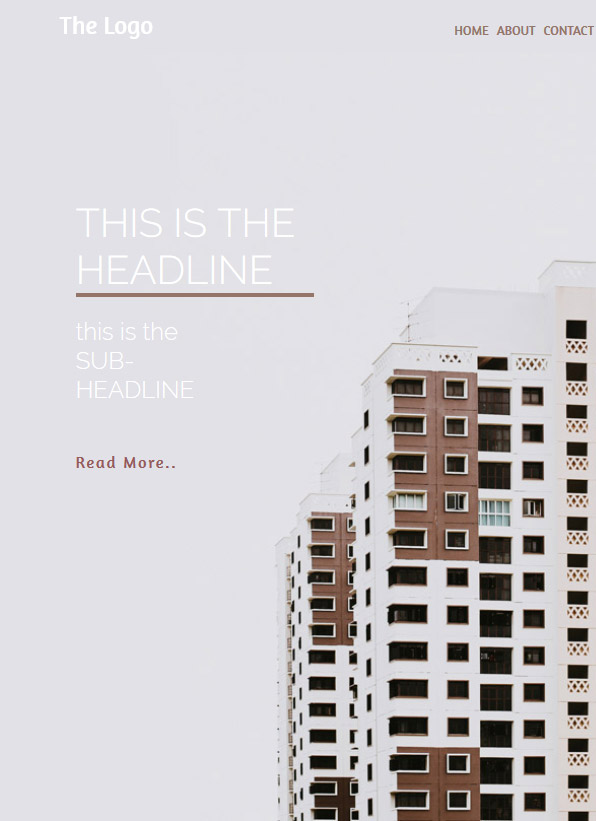 The Logo
HOME ABOUT CONTACT
THIS IS THE
HEADLINE
this is the
SUB-
HEADLINE
Read More..